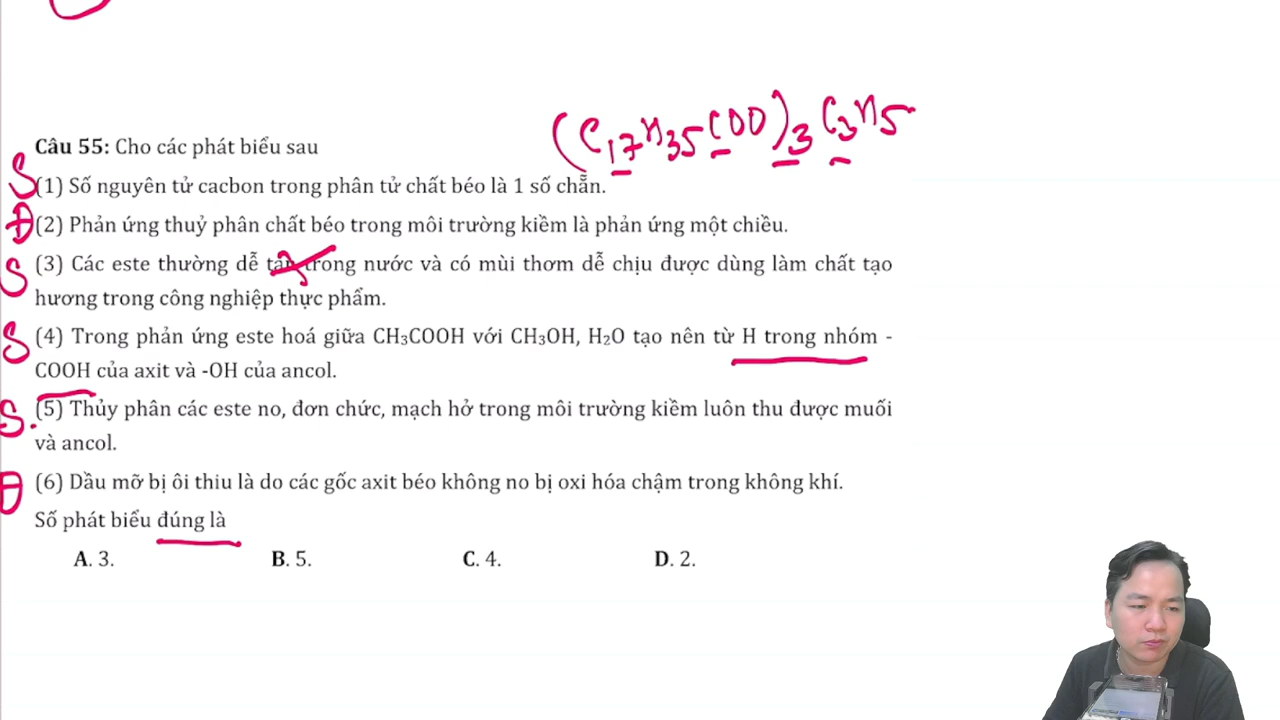 (C17H35COO)3C3H5
Câu 55: Cho các phát biểu sau
S (1) Số nguyên tử cacbon trong phân tử chất béo là 1 số chẵn.
Đ (2) Phản ứng thuỷ phân chất béo trong môi trường kiềm là phản ứng một chiều.
S (3) Các este thường dễ tan trong nước và có mùi thơm dễ chịu được dùng làm chất tạo
hương trong công nghiệp thực phẩm.
S (4) Trong phản ứng este hoá giữa CH₃COOH với CH₃OH, H₂O tạo nên từ H trong nhóm -
COOH của axit và -OH của ancol.
S. (5) Thủy phân các este no, đơn chức, mạch hở trong môi trường kiềm luôn thu được muối
và ancol.
Đ (6) Dầu mỡ bị ôi thiu là do các gốc axit béo không no bị oxi hóa chậm trong không khí.
Số phát biểu đúng là
A. 3. B. 5. C. 4. D. 2.